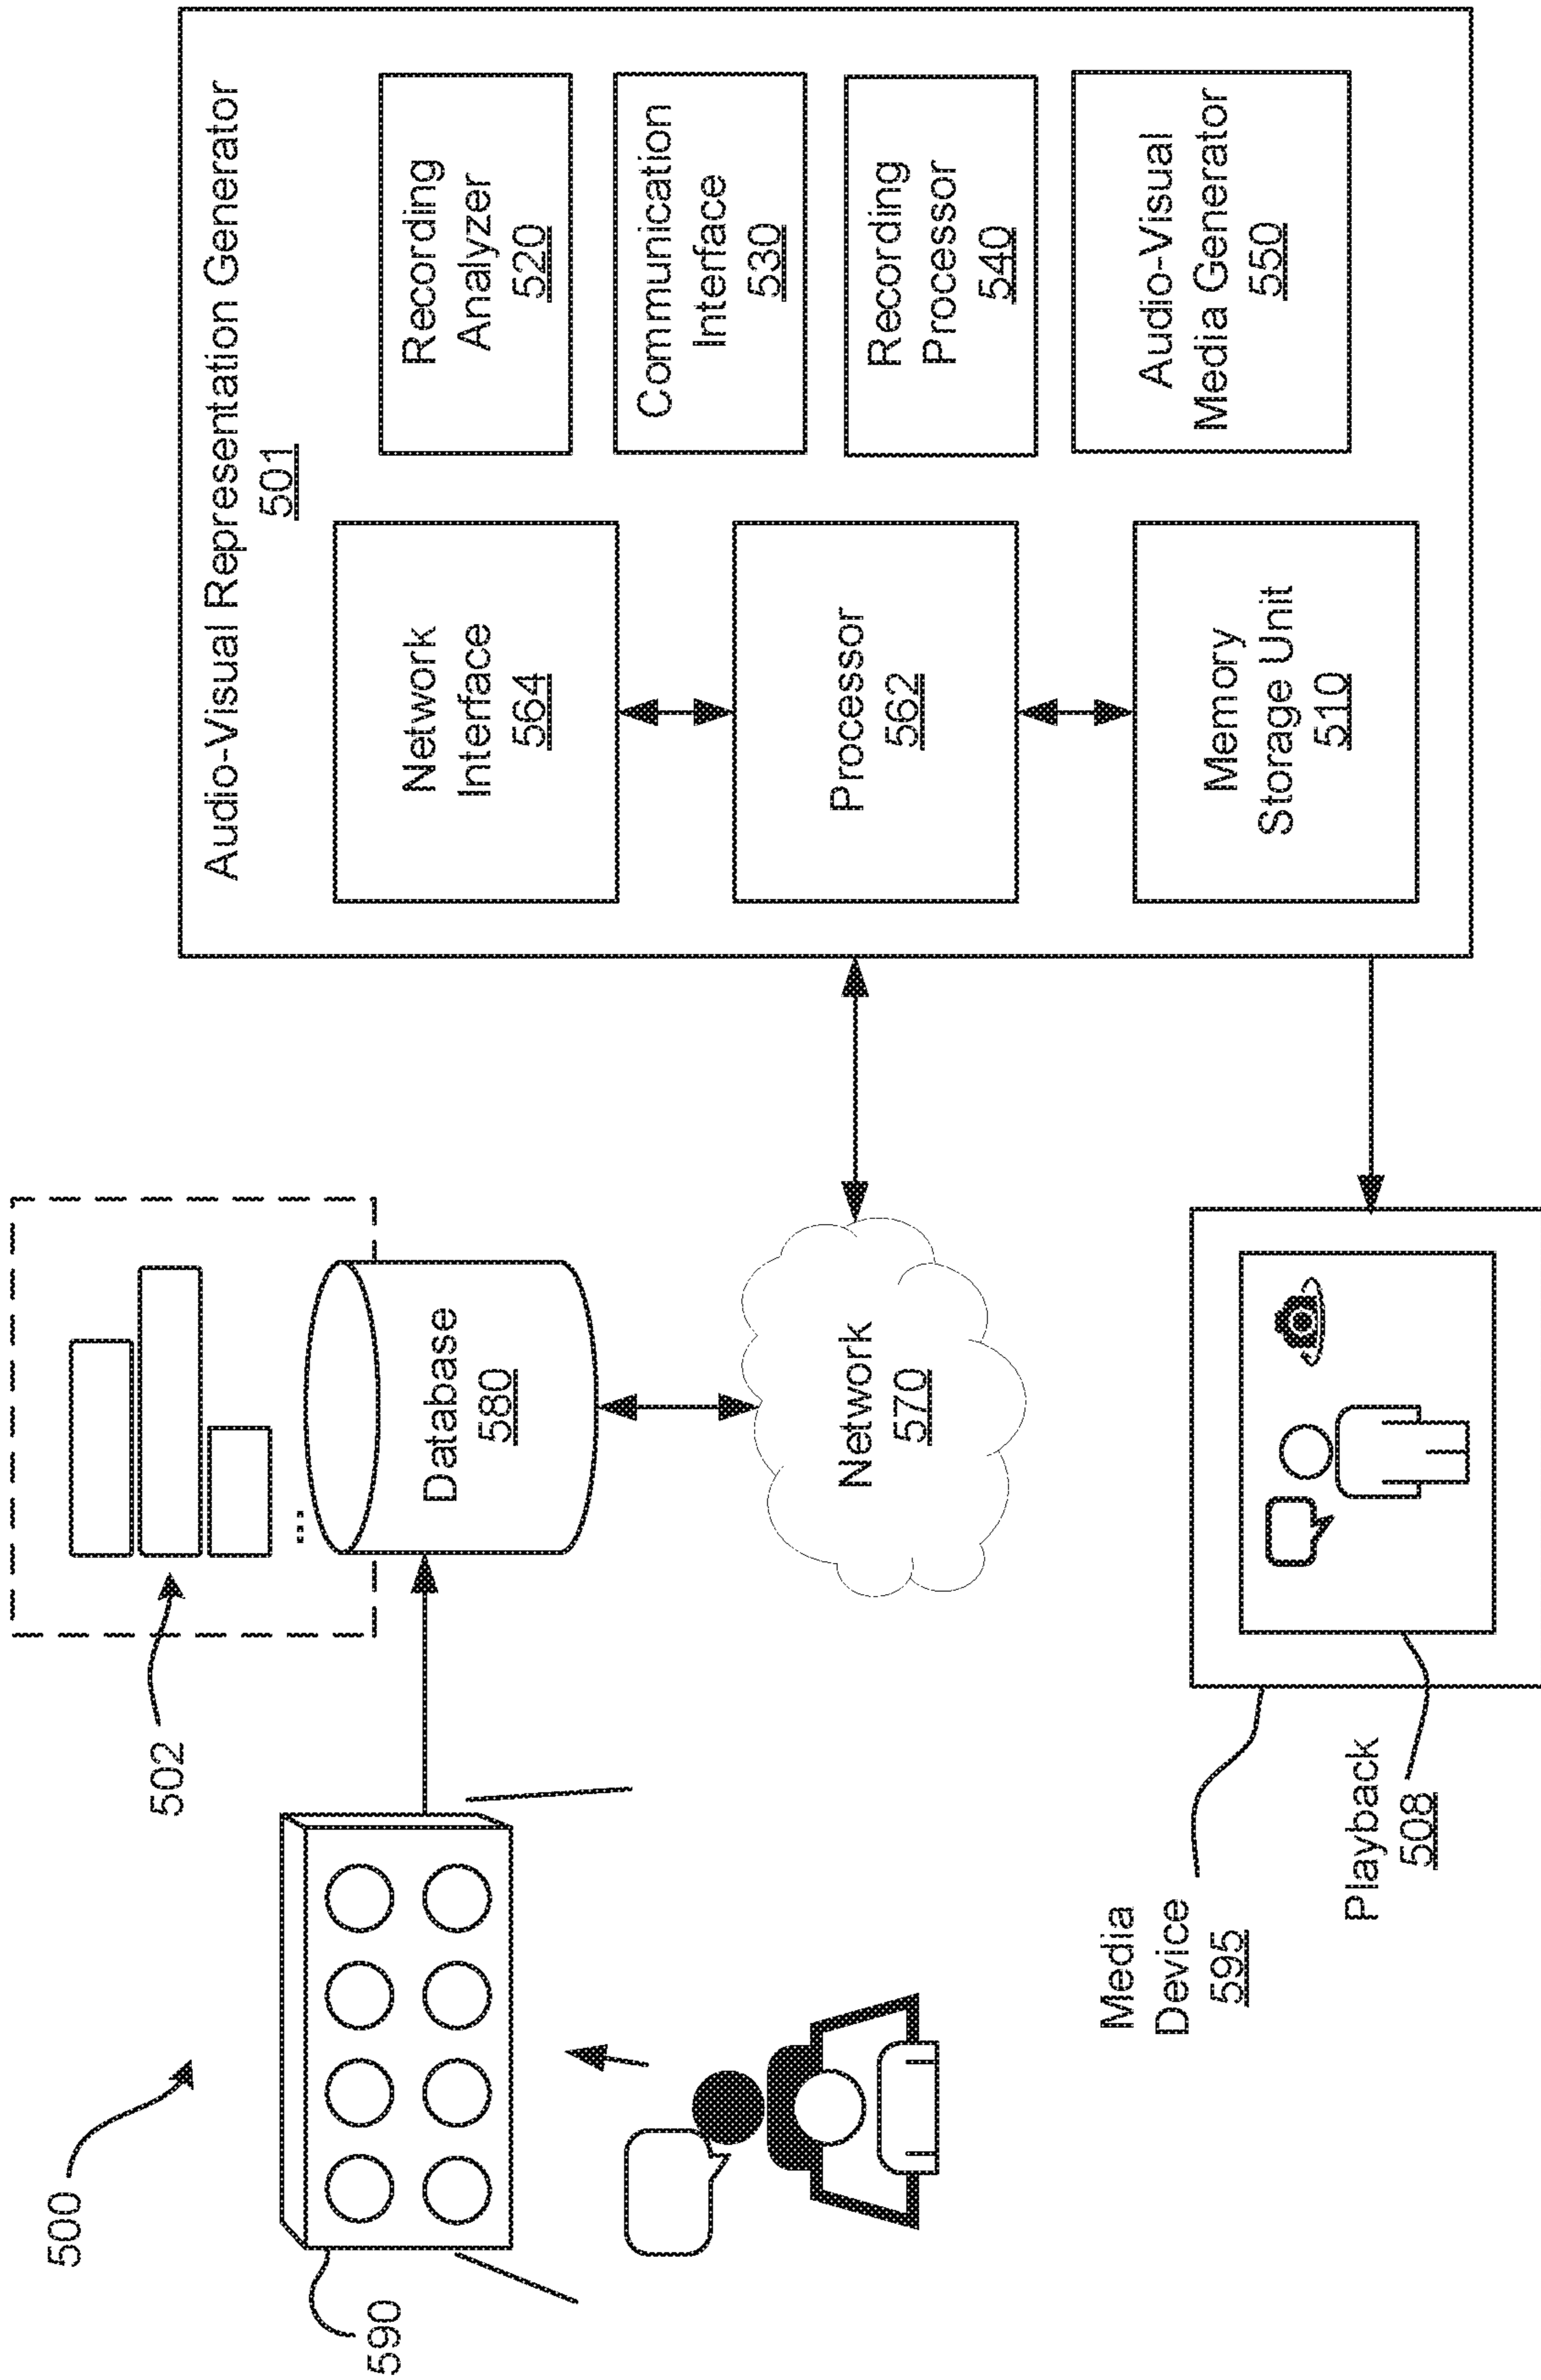 500
590
502
...
Database
580
Network
570
Media
Device
595
Playback
508
Audio-Visual Representation Generator
501
Network
Interface
564
Processor
562
Memory
Storage Unit
510
Recording
Analyzer
520
Communication
Interface
530
Recording
Processor
540
Audio-Visual
Media Generator
550